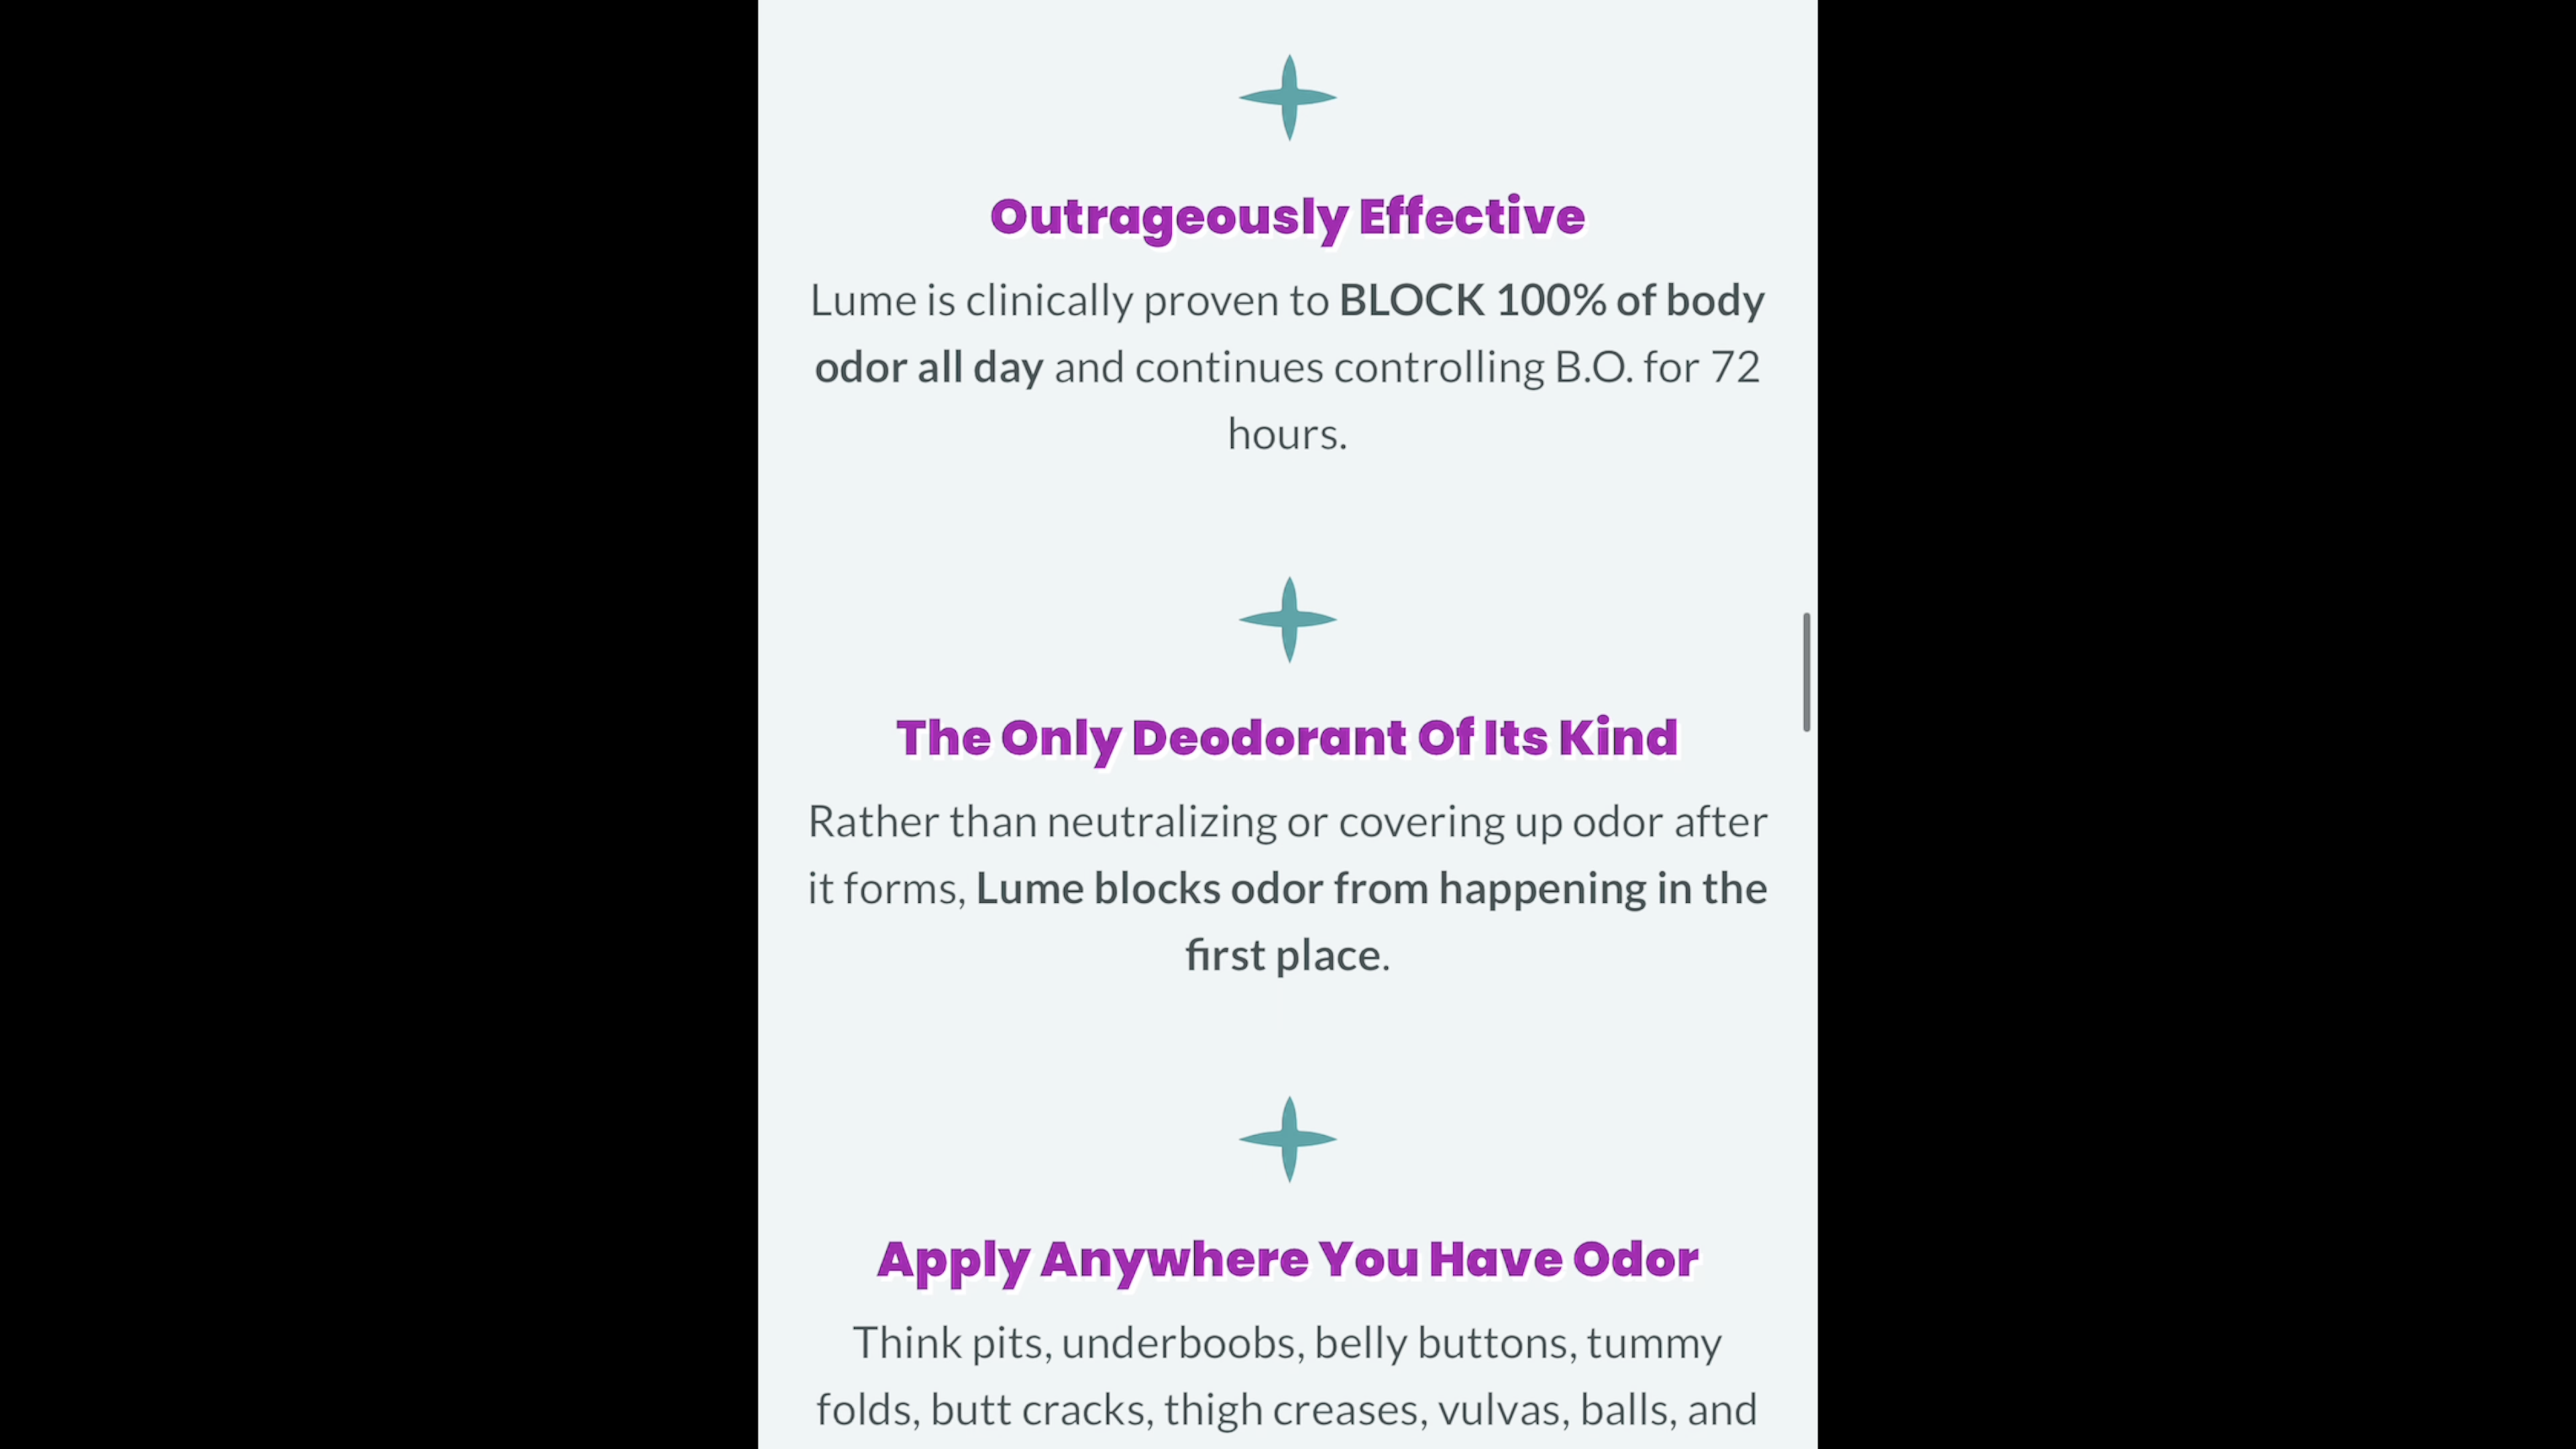 Outrageously Effective
Lume is clinically proven to BLOCK 100% of body
odor all day and continues controlling B.O. for 72
hours.
The Only Deodorant Of Its Kind
Rather than neutralizing or covering up odor after
it forms, Lume blocks odor from happening in the
first place.
Apply Anywhere You Have Odor
Think pits, underboobs, belly buttons, tummy
folds, butt cracks, thigh creases, vulvas, balls, and